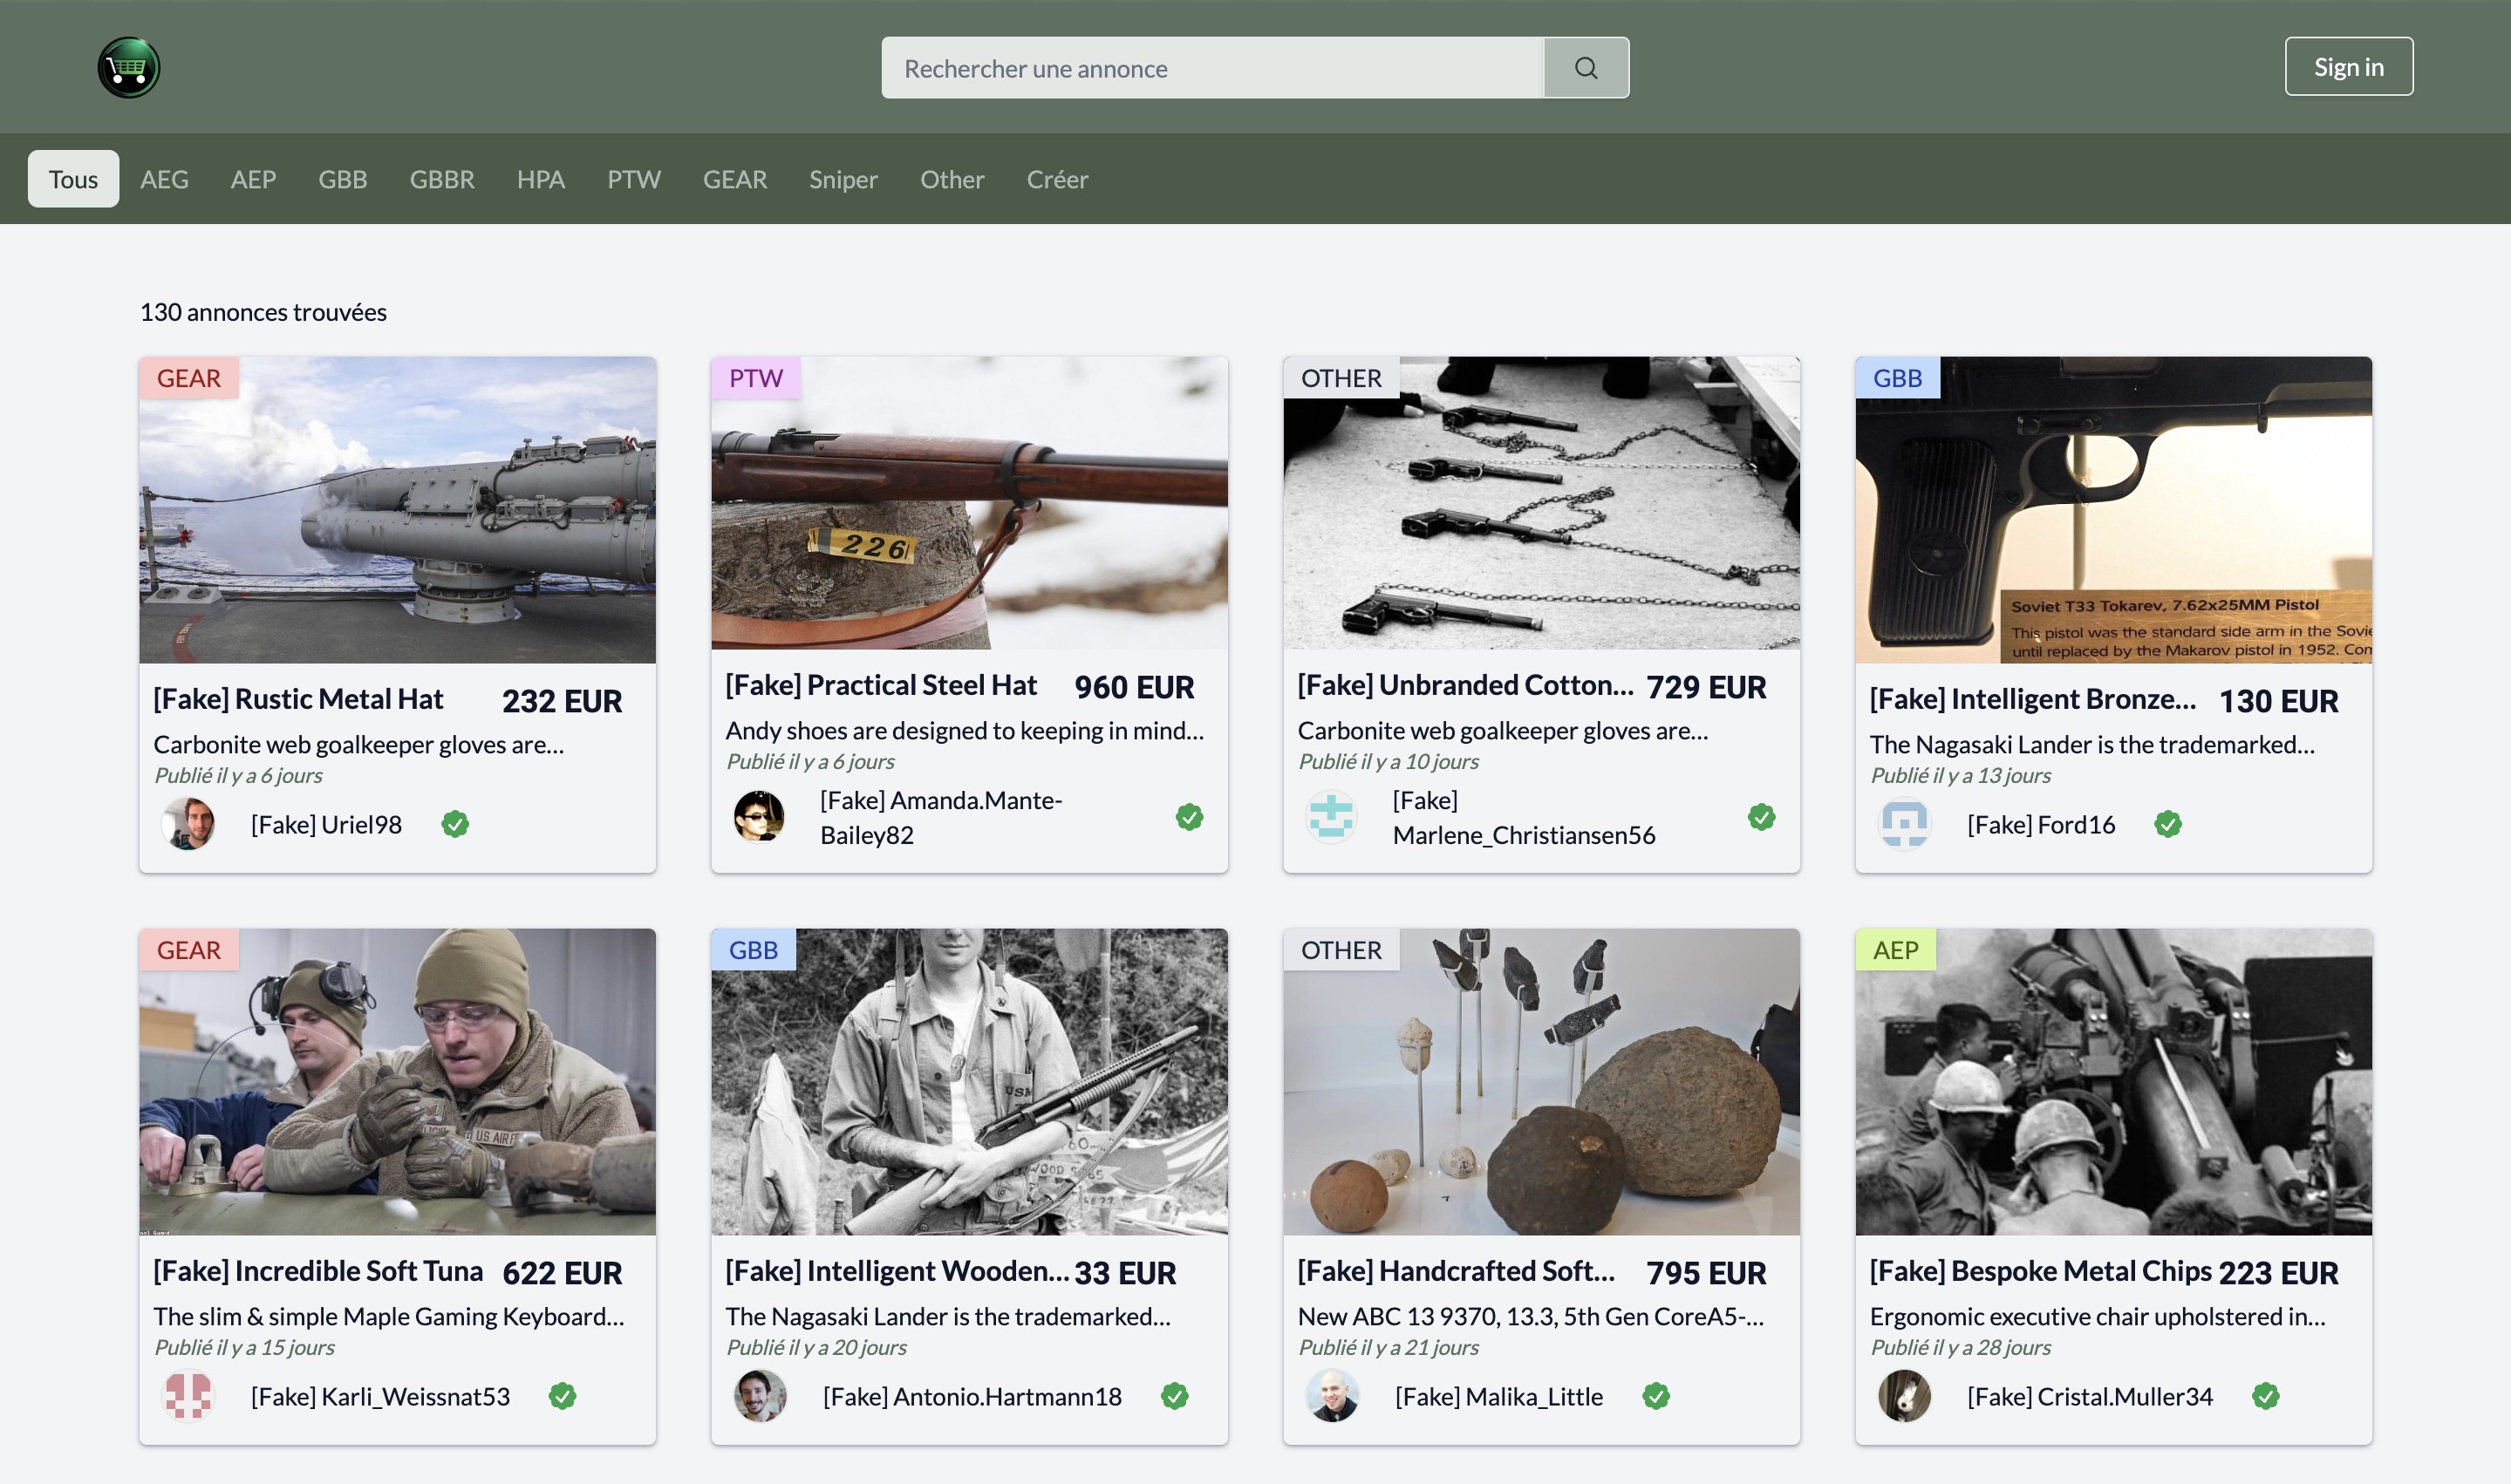 Rechercher une annonce
Sign in
Tous AEG AEP GBB GBBR HPA PTW GEAR Sniper Other Créer
130 annonces trouvées
GEAR
[Fake] Rustic Metal Hat 232 EUR
Carbonite web goalkeeper gloves are...
Publié il y a 6 jours
[Fake] Uriel98
PTW
226
[Fake] Practical Steel Hat 960 EUR
Andy shoes are designed to keeping in mind...
Publié il y a 6 jours
[Fake] Amanda.Mante-
Bailey82
OTHER
[Fake] Unbranded Cotton... 729 EUR
Carbonite web goalkeeper gloves are...
Publié il y a 10 jours
[Fake]
Marlene_Christiansen56
GBB
Soviet T33 Tokarev, 7.62x25MM Pistol
This pistol was the standard side arm in the Sovie
until replaced by the Makarov pistol in 1952. Com
[Fake] Intelligent Bronze... 130 EUR
The Nagasaki Lander is the trademarked...
Publié il y a 13 jours
[Fake] Ford16
GEAR
U.S. AIR F
[Fake] Incredible Soft Tuna 622 EUR
The slim & simple Maple Gaming Keyboard...
Publié il y a 15 jours
[Fake] Karli_Weissnat53
GBB
USM
[Fake] Intelligent Wooden... 33 EUR
The Nagasaki Lander is the trademarked...
Publié il y a 20 jours
[Fake] Antonio.Hartmann18
OTHER
[Fake] Handcrafted Soft... 795 EUR
New ABC 13 9370, 13.3, 5th Gen CoreA5-...
Publié il y a 21 jours
[Fake] Malika_Little
AEP
[Fake] Bespoke Metal Chips 223 EUR
Ergonomic executive chair upholstered in...
Publié il y a 28 jours
[Fake] Cristal.Muller34